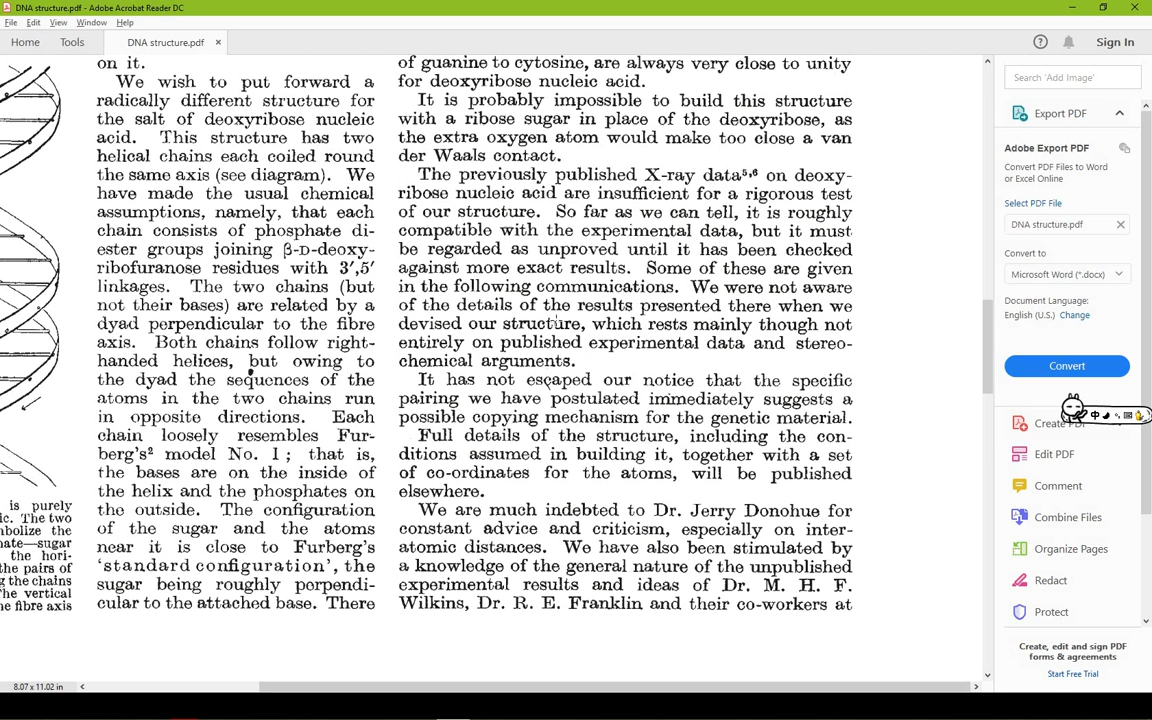 DNA structure.pdf - Adobe Acrobat Reader DC
File Edit View Window Help
Home Tools DNA structure.pdf × Sign In
is purely
ic. The two
mbolize the
nate—sugar
the hori-
the pairs of
g the chains
he vertical
he fibre axis
on it.
We wish to put forward a
radically different structure for
the salt of deoxyribose nucleic
acid. This structure has two
helical chains each coiled round
the same axis (see diagram). We
have made the usual chemical
assumptions, namely, that each
chain consists of phosphate di-
ester groups joining β-D-deoxy-
ribofuranose residues with 3′,5′
linkages. The two chains (but
not their bases) are related by a
dyad perpendicular to the fibre
axis. Both chains follow right-
handed helices, but owing to
the dyad the sequences of the
atoms in the two chains run
in opposite directions. Each
chain loosely resembles Fur-
berg's² model No. 1; that is,
the bases are on the inside of
the helix and the phosphates on
the outside. The configuration
of the sugar and the atoms
near it is close to Furberg's
'standard configuration', the
sugar being roughly perpendi-
cular to the attached base. There
of guanine to cytosine, are always very close to unity
for deoxyribose nucleic acid.
It is probably impossible to build this structure
with a ribose sugar in place of the deoxyribose, as
the extra oxygen atom would make too close a van
der Waals contact.
The previously published X-ray data⁵,⁶ on deoxy-
ribose nucleic acid are insufficient for a rigorous test
of our structure. So far as we can tell, it is roughly
compatible with the experimental data, but it must
be regarded as unproved until it has been checked
against more exact results. Some of these are given
in the following communications. We were not aware
of the details of the results presented there when we
devised our structure, which rests mainly though not
entirely on published experimental data and stereo-
chemical arguments.
It has not escaped our notice that the specific
pairing we have postulated immediately suggests a
possible copying mechanism for the genetic material.
Full details of the structure, including the con-
ditions assumed in building it, together with a set
of co-ordinates for the atoms, will be published
elsewhere.
We are much indebted to Dr. Jerry Donohue for
constant advice and criticism, especially on inter-
atomic distances. We have also been stimulated by
a knowledge of the general nature of the unpublished
experimental results and ideas of Dr. M. H. F.
Wilkins, Dr. R. E. Franklin and their co-workers at
Search 'Add Image'
Export PDF
Adobe Export PDF
Convert PDF Files to Word
or Excel Online
Select PDF File
DNA structure.pdf
Convert to
Microsoft Word (*.docx)
Document Language:
English (U.S.) Change
Convert
中
Create PDF
Edit PDF
Comment
Combine Files
Organize Pages
Redact
Protect
Create, edit and sign PDF
forms & agreements
Start Free Trial
8.07 x 11.02 in